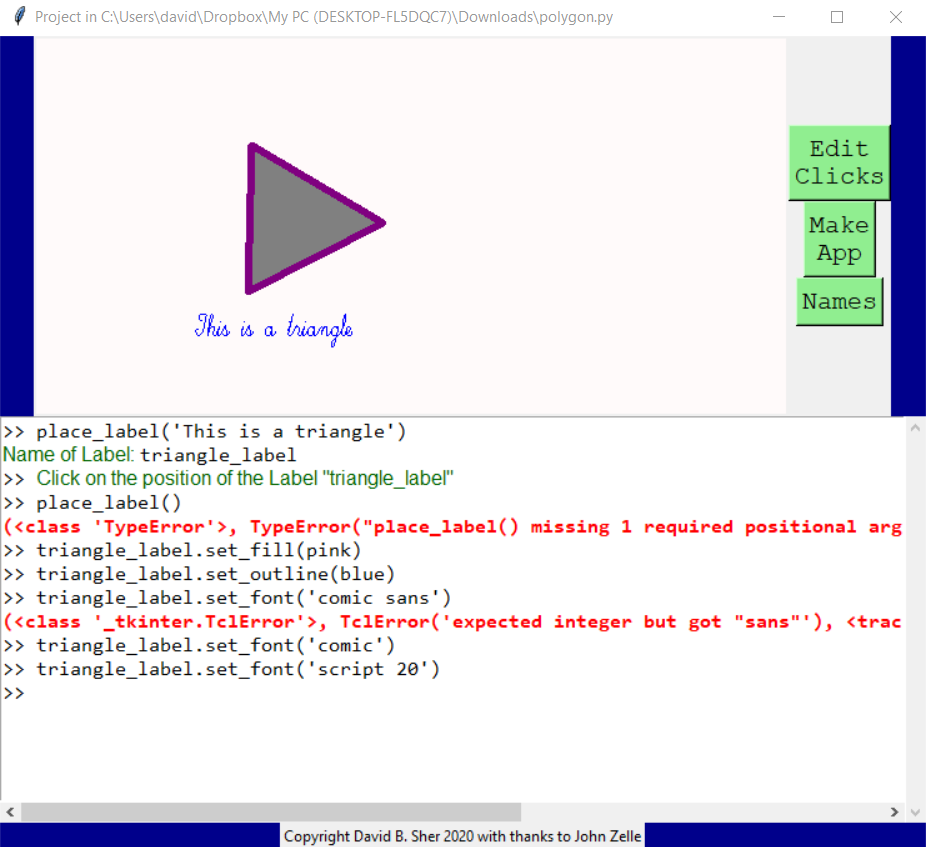 Project in C:\Users\david\Dropbox\My PC (DESKTOP-FL5DQC7)\Downloads\polygon.py
Edit
Clicks
Make
App
Names
This is a triangle
>> place_label('This is a triangle')
Name of Label: triangle_label
>> Click on the position of the Label "triangle_label"
>> place_label()
(<class 'TypeError'>, TypeError("place_label() missing 1 required positional arg
>> triangle_label.set_fill(pink)
>> triangle_label.set_outline(blue)
>> triangle_label.set_font('comic sans')
(<class '_tkinter.TclError'>, TclError('expected integer but got "sans"'), <trac
>> triangle_label.set_font('comic')
>> triangle_label.set_font('script 20')
>>
Copyright David B. Sher 2020 with thanks to John Zelle